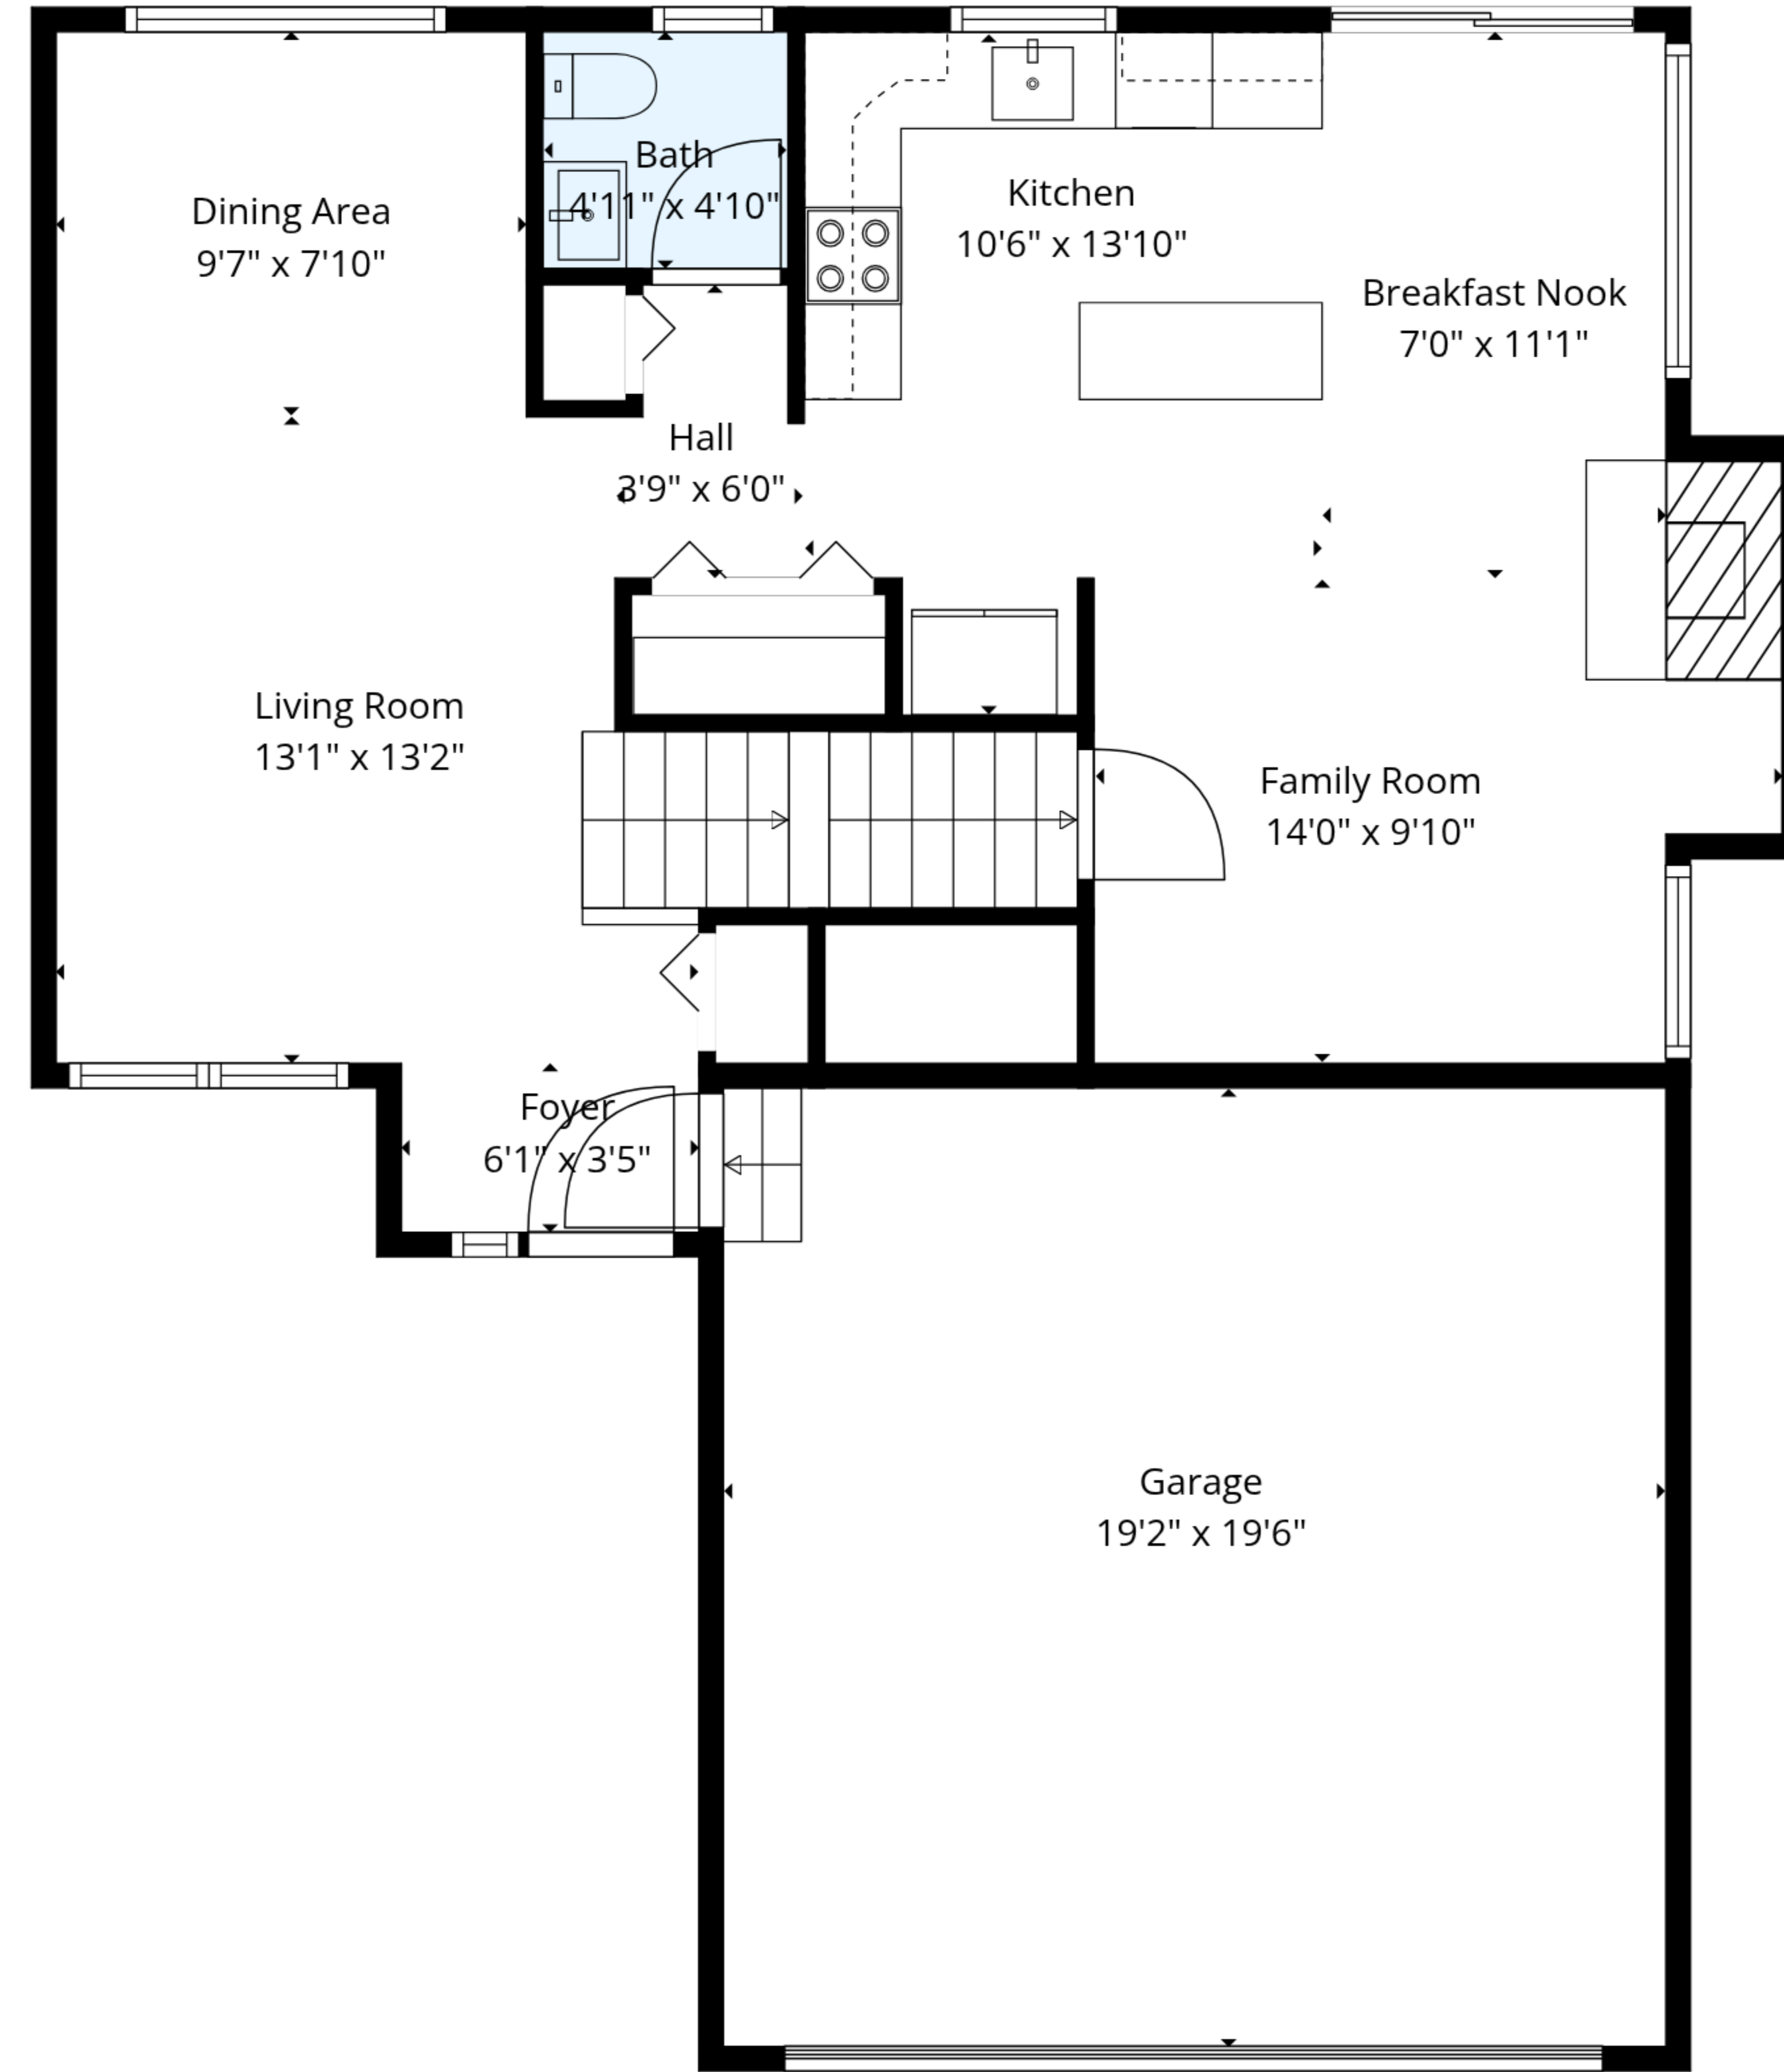 Bath
4'11" x 4'10"
Kitchen
10'6" x 13'10"
Dining Area
9'7" x 7'10"
Breakfast Nook
7'0" x 11'1"
Hall
3'9" x 6'0"
Living Room
13'1" x 13'2"
Family Room
14'0" x 9'10"
Foyer
6'1" x 3'5"
Garage
19'2" x 19'6"